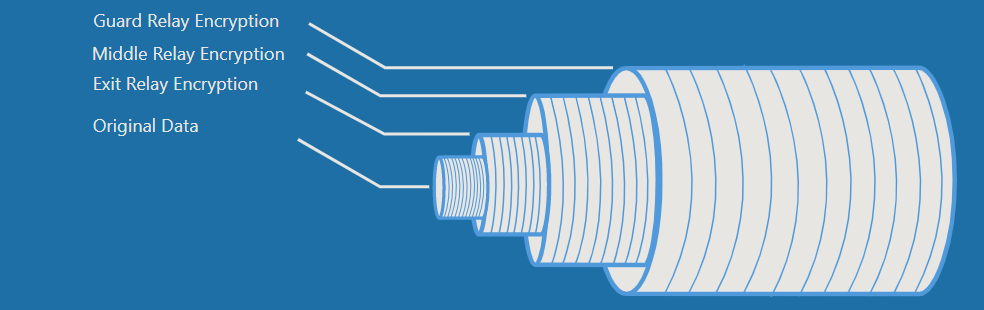 Guard Relay Encryption
Middle Relay Encryption
Exit Relay Encryption
Original Data